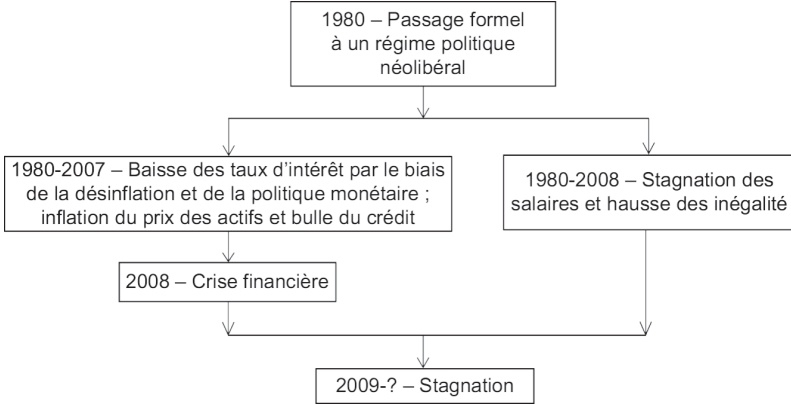 1980 – Passage formel
à un régime politique
néolibéral
1980-2007 – Baisse des taux d'intérêt par le biais
de la désinflation et de la politique monétaire ;
inflation du prix des actifs et bulle du crédit
1980-2008 – Stagnation des
salaires et hausse des inégalité
2008 – Crise financière
2009-? – Stagnation